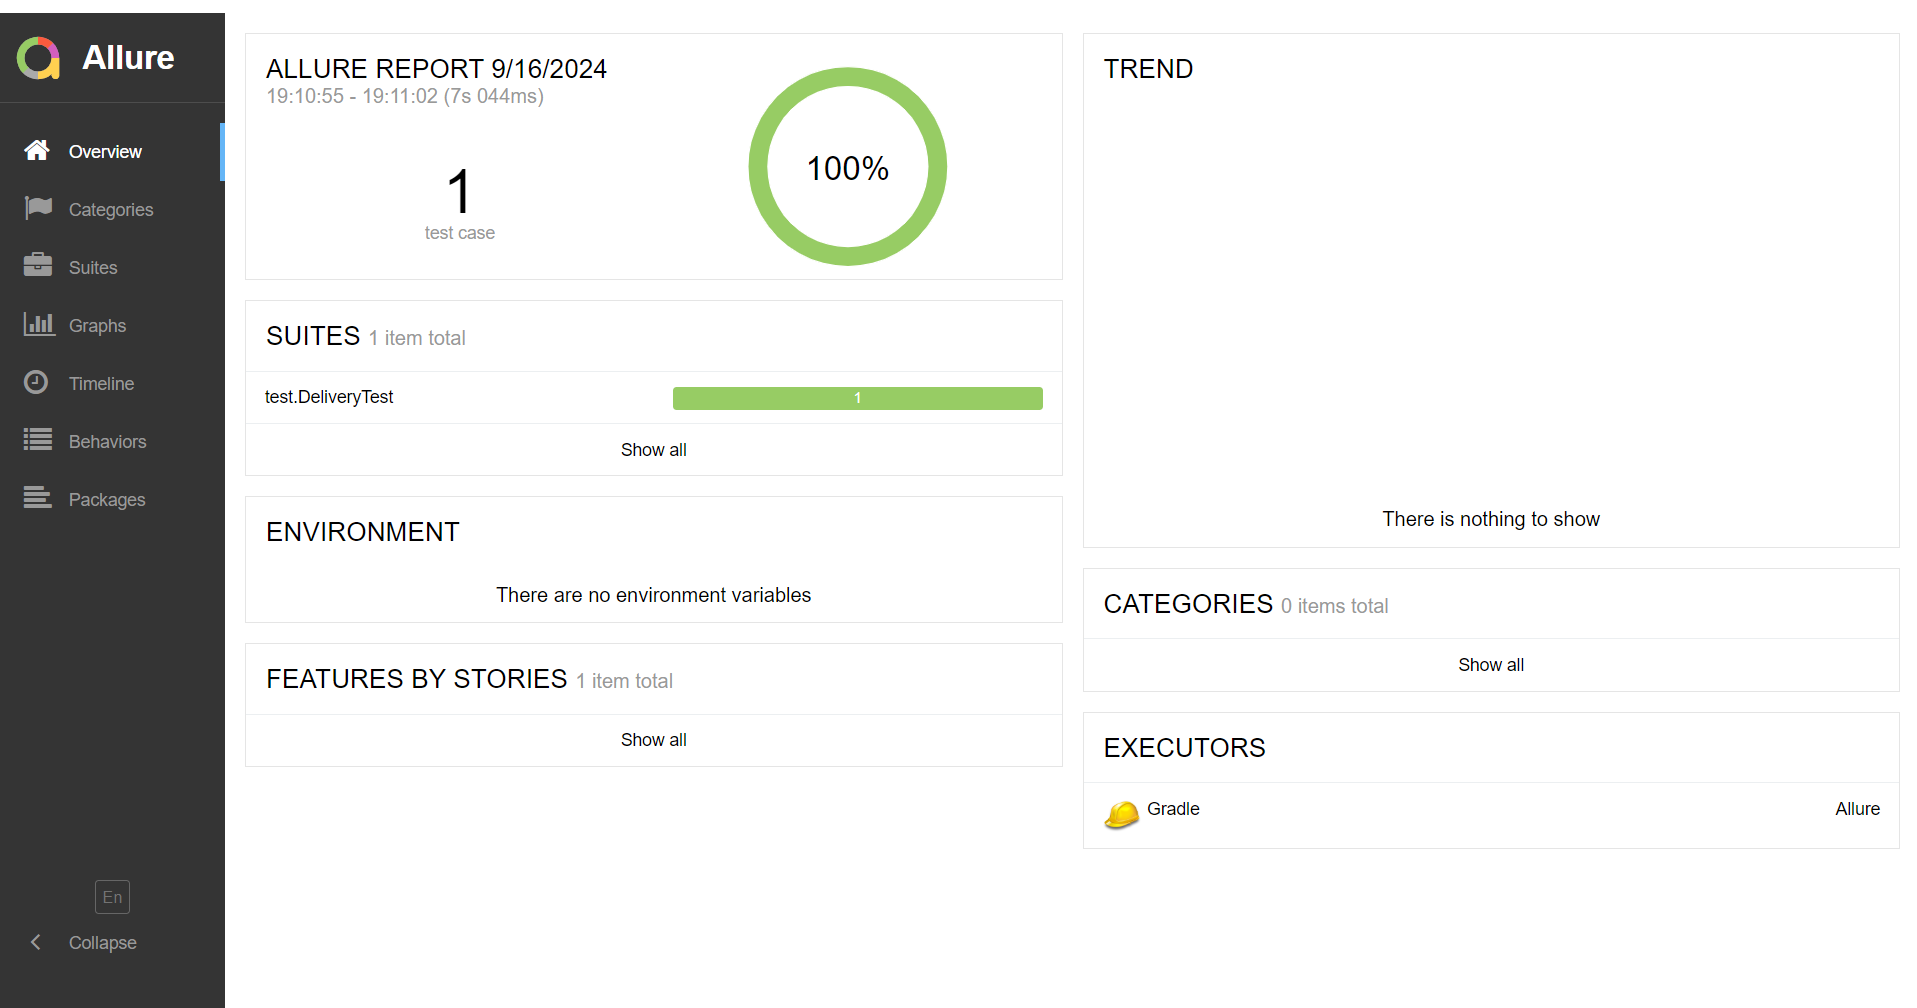 Allure
Overview
Categories
Suites
Graphs
Timeline
Behaviors
Packages
En
Collapse
ALLURE REPORT 9/16/2024
19:10:55 - 19:11:02 (7s 044ms)
1
test case
100%
SUITES 1 item total
test.DeliveryTest 1
Show all
ENVIRONMENT
There are no environment variables
FEATURES BY STORIES 1 item total
Show all
TREND
There is nothing to show
CATEGORIES 0 items total
Show all
EXECUTORS
Gradle Allure